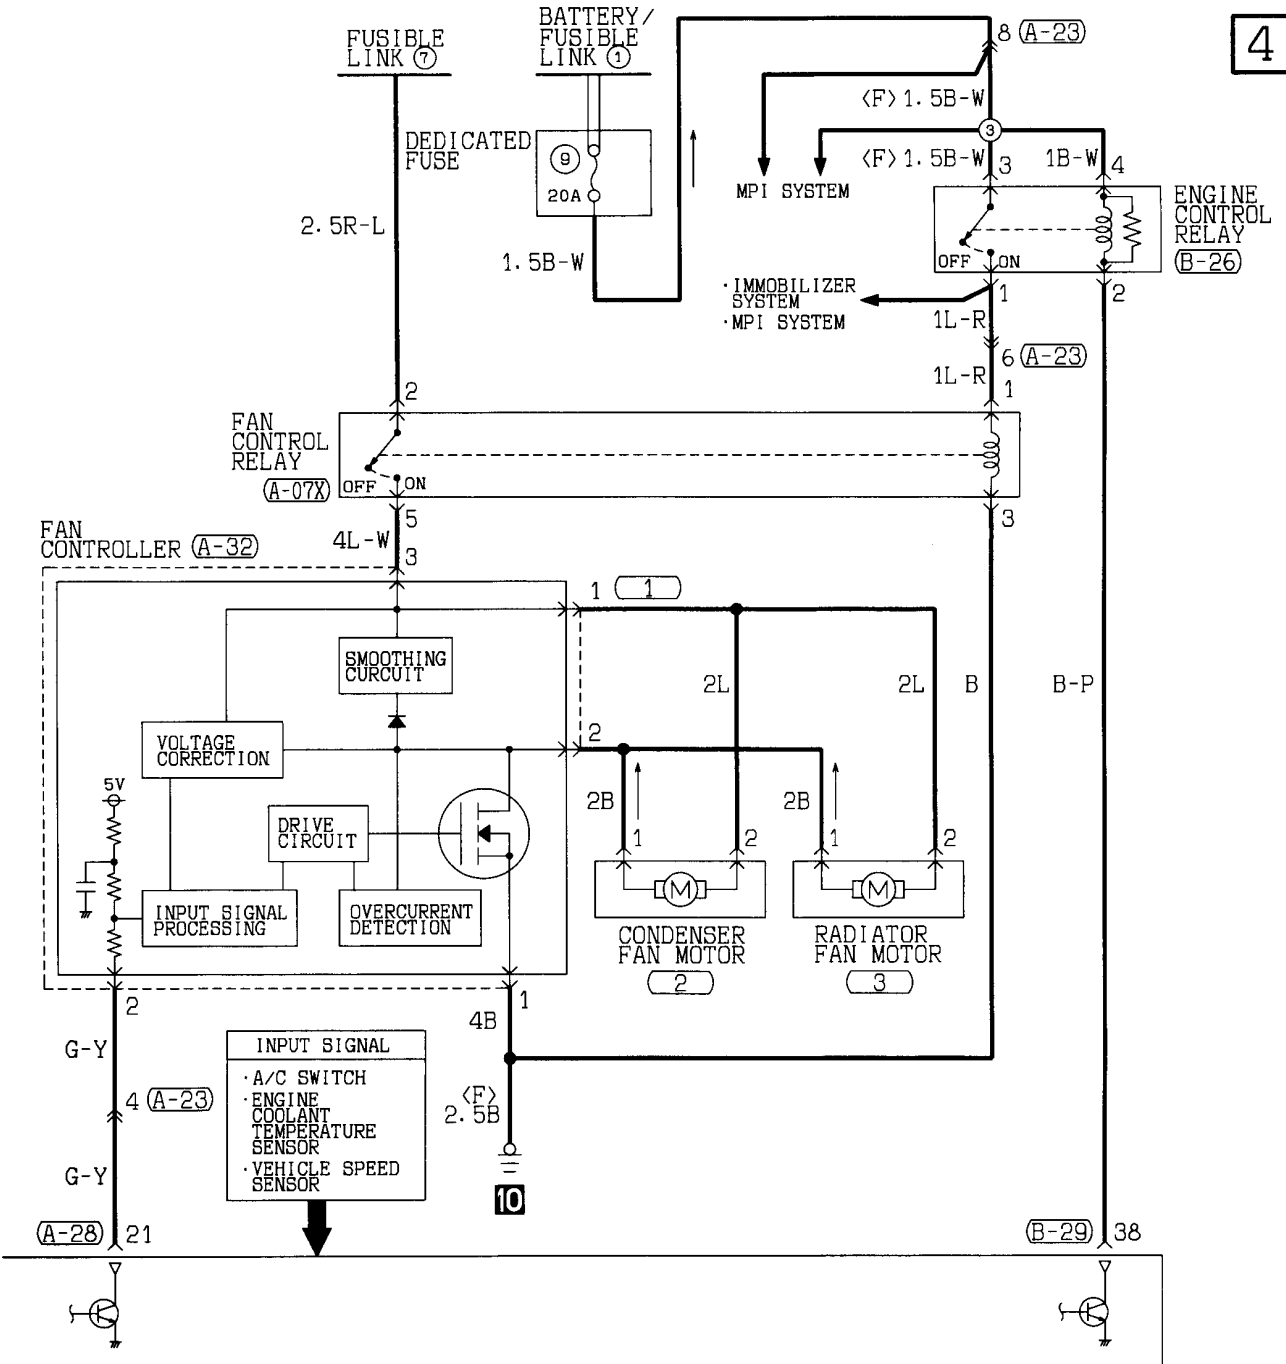 FUSIBLE
LINK ⑦
BATTERY/
FUSIBLE
LINK ①
8 (A-23)
4
<F> 1.5B-W
DEDICATED
FUSE
⑨
20A
③
<F> 1.5B-W
3
1B-W
4
MPI SYSTEM
ENGINE
CONTROL
RELAY
(B-26)
OFF ON
2.5R-L
1.5B-W
·IMMOBILIZER
SYSTEM
·MPI SYSTEM
1
2
1L-R
6 (A-23)
1L-R
1
2
FAN
CONTROL
RELAY
(A-07X)
OFF ON
5
3
4L-W
3
FAN
CONTROLLER (A-32)
1 (1)
SMOOTHING
CURCUIT
2L
2L
B
B-P
VOLTAGE
CORRECTION
2
5V
DRIVE
CIRCUIT
2B
1
2
2B
1
2
M
M
INPUT SIGNAL
PROCESSING
OVERCURRENT
DETECTION
CONDENSER
FAN MOTOR
(2)
RADIATOR
FAN MOTOR
(3)
2
1
4B
G-Y
4 (A-23)
G-Y
INPUT SIGNAL
·A/C SWITCH
·ENGINE
COOLANT
TEMPERATURE
SENSOR
·VEHICLE SPEED
SENSOR
<F>
2.5B
10
(A-28) 21
(B-29) 38